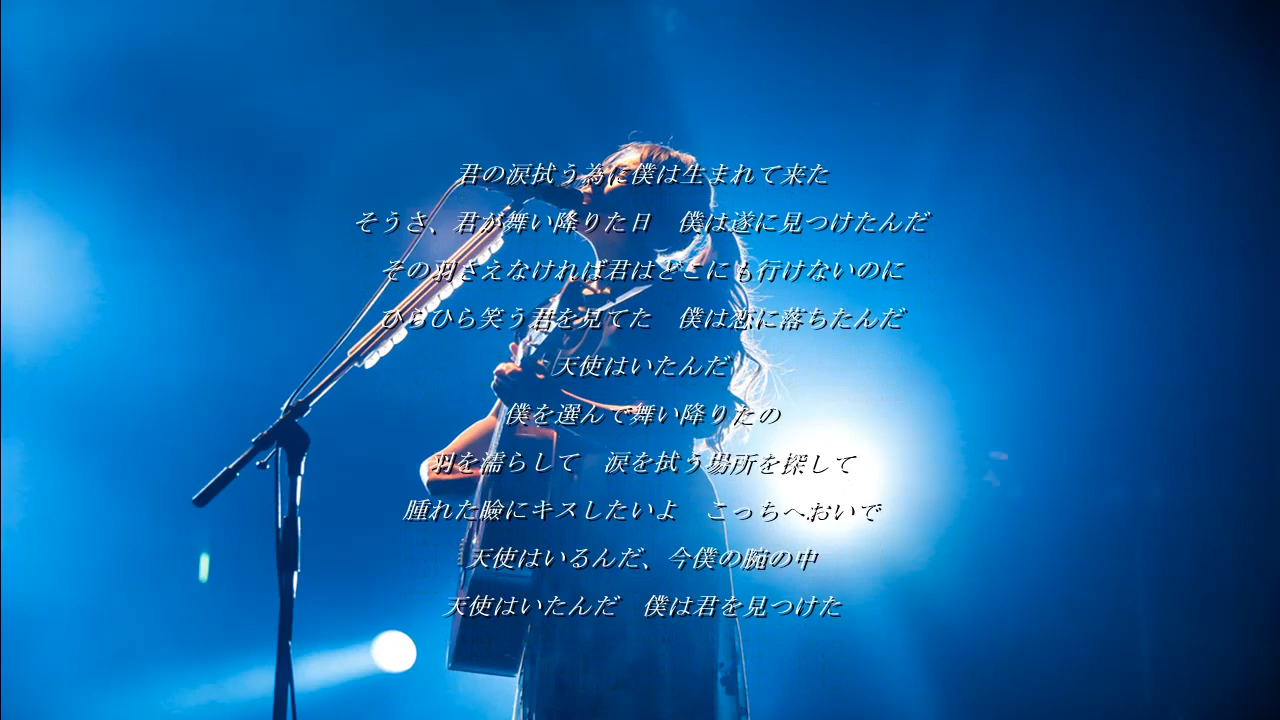 君の涙拭う為に僕は生まれて来た
そうさ、君が舞い降りた日　僕は遂に見つけたんだ
その羽さえなければ君はどこにも行けないのに
ひらひら笑う君を見てた　僕は恋に落ちたんだ
天使はいたんだ
僕を選んで舞い降りたの
羽を濡らして　涙を拭う場所を探して
腫れた瞼にキスしたいよ　こっちへおいで
天使はいるんだ、今僕の腕の中
天使はいたんだ　僕は君を見つけた